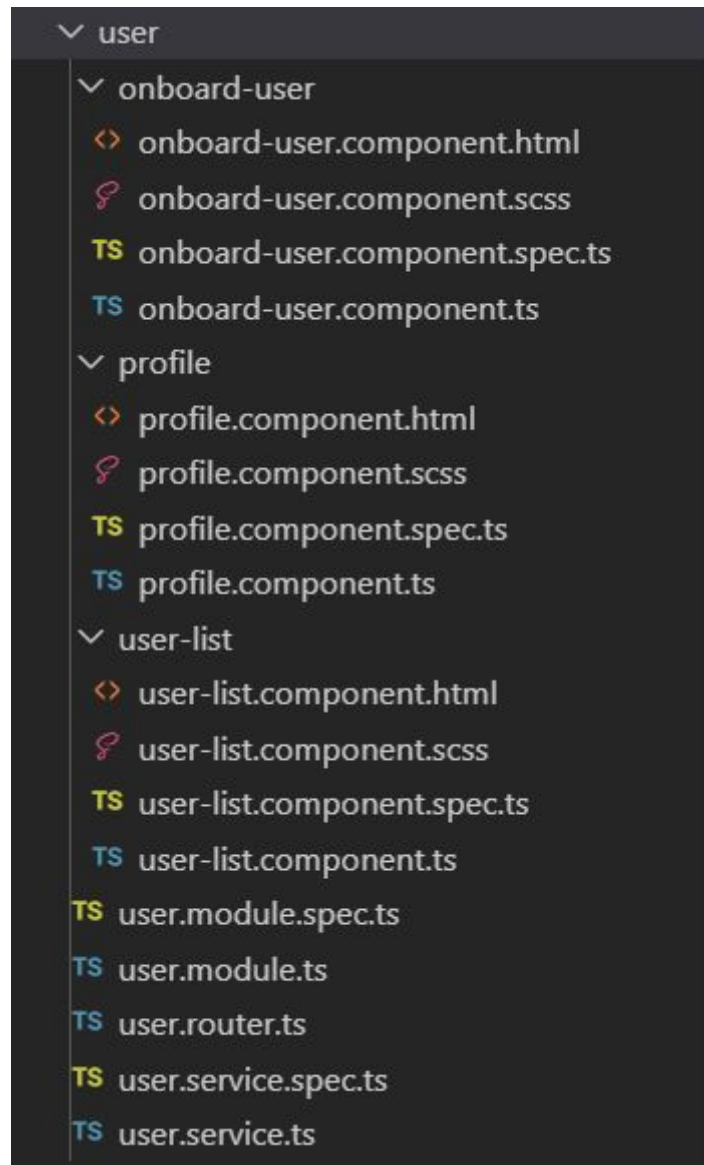 user
onboard-user
<> onboard-user.component.html
onboard-user.component.scss
TS onboard-user.component.spec.ts
TS onboard-user.component.ts
profile
<> profile.component.html
profile.component.scss
TS profile.component.spec.ts
TS profile.component.ts
user-list
<> user-list.component.html
user-list.component.scss
TS user-list.component.spec.ts
TS user-list.component.ts
TS user.module.spec.ts
TS user.module.ts
TS user.router.ts
TS user.service.spec.ts
TS user.service.ts